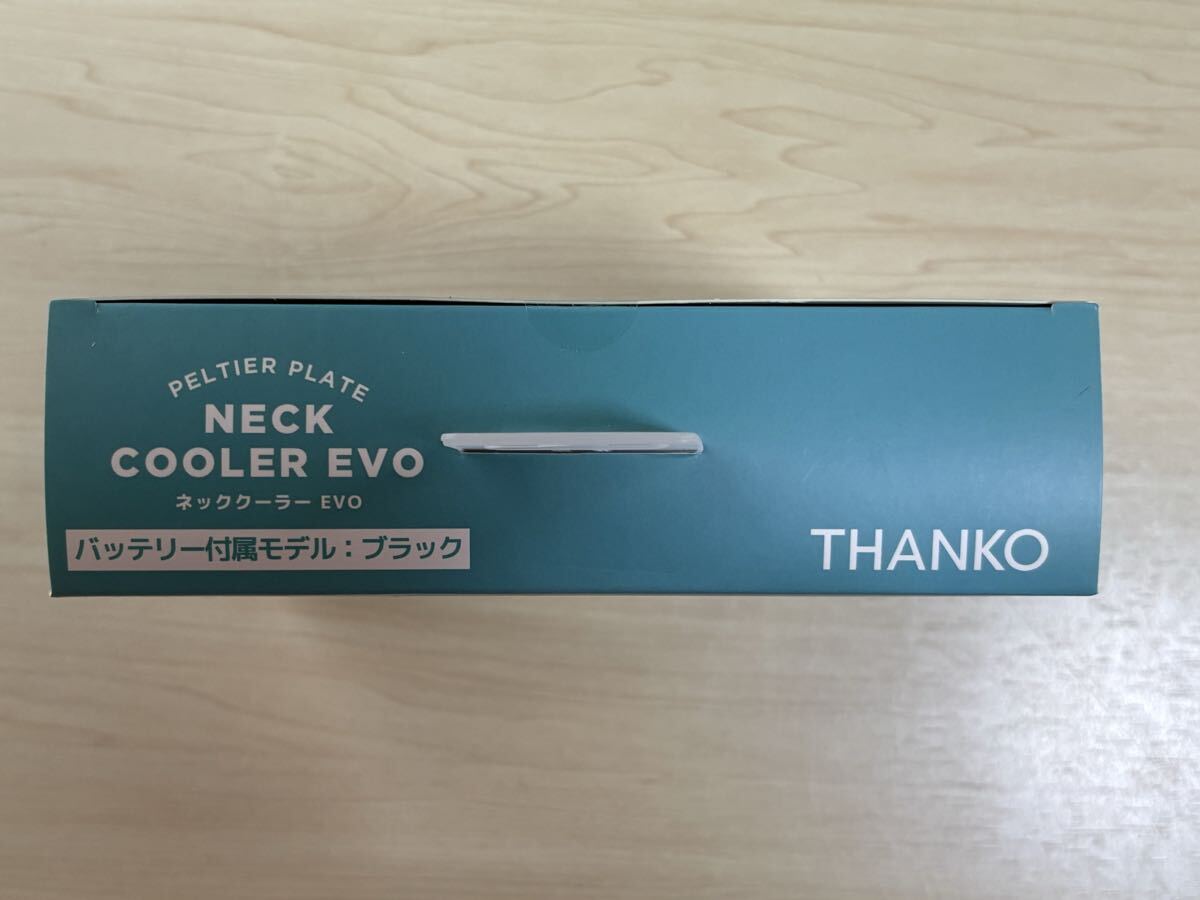 PELTIER PLATE
NECK
COOLER EVO
ネッククーラー EVO
バッテリー付属モデル：ブラック
THANKO